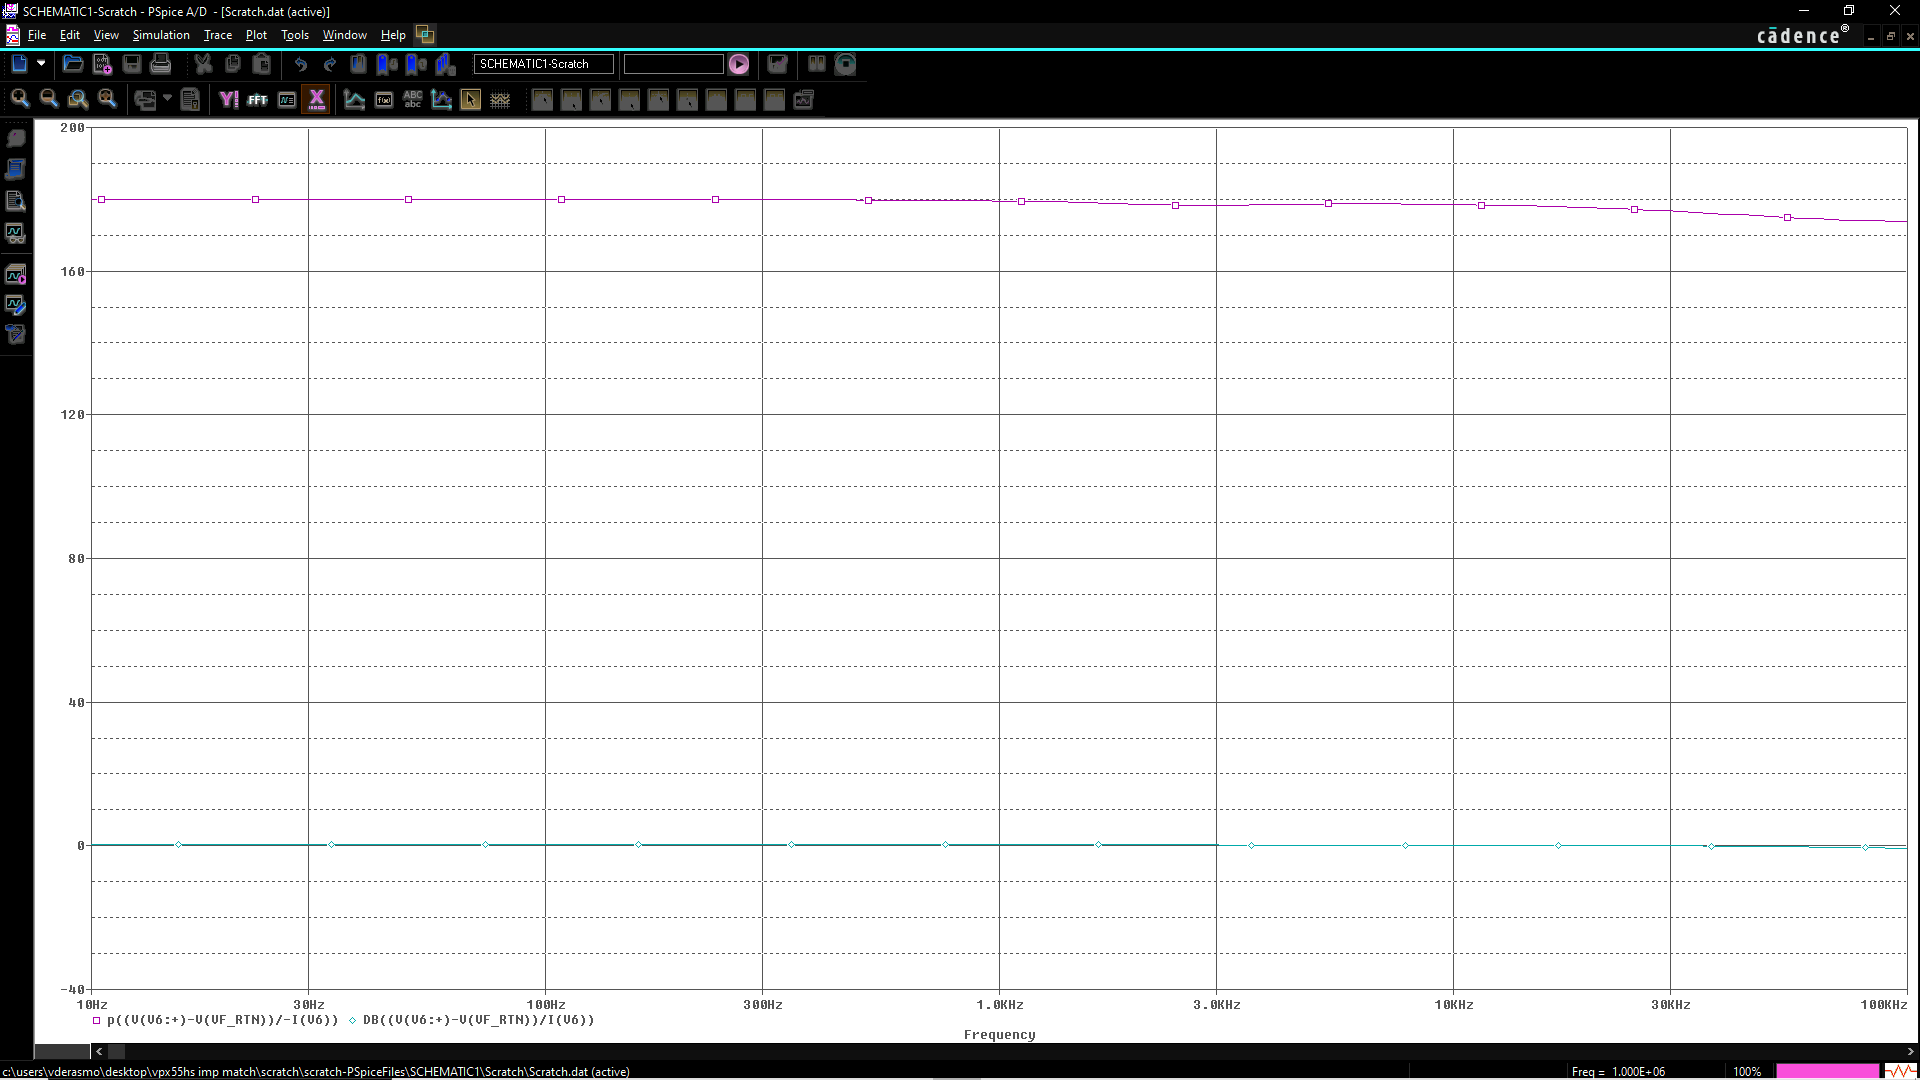 SCHEMATIC1-Scratch - PSpice A/D - [Scratch.dat (active)]
File Edit View Simulation Trace Plot Tools Window Help
cādence®
SCHEMATIC1-Scratch
FFT
ABC
abc
200
160
120
80
40
0
-40
10Hz 30Hz 100Hz 300Hz 1.0KHz 3.0KHz 10KHz 30KHz 100KHz
p((V(V6:+)-V(VF_RTN))/-I(V6)) DB((V(V6:+)-V(VF_RTN))/I(V6))
Frequency
c:\users\vderasmo\desktop\vpx55hs imp match\scratch\scratch-PSpiceFiles\SCHEMATIC1\Scratch\Scratch.dat (active) Freq = 1.000E+06 100%